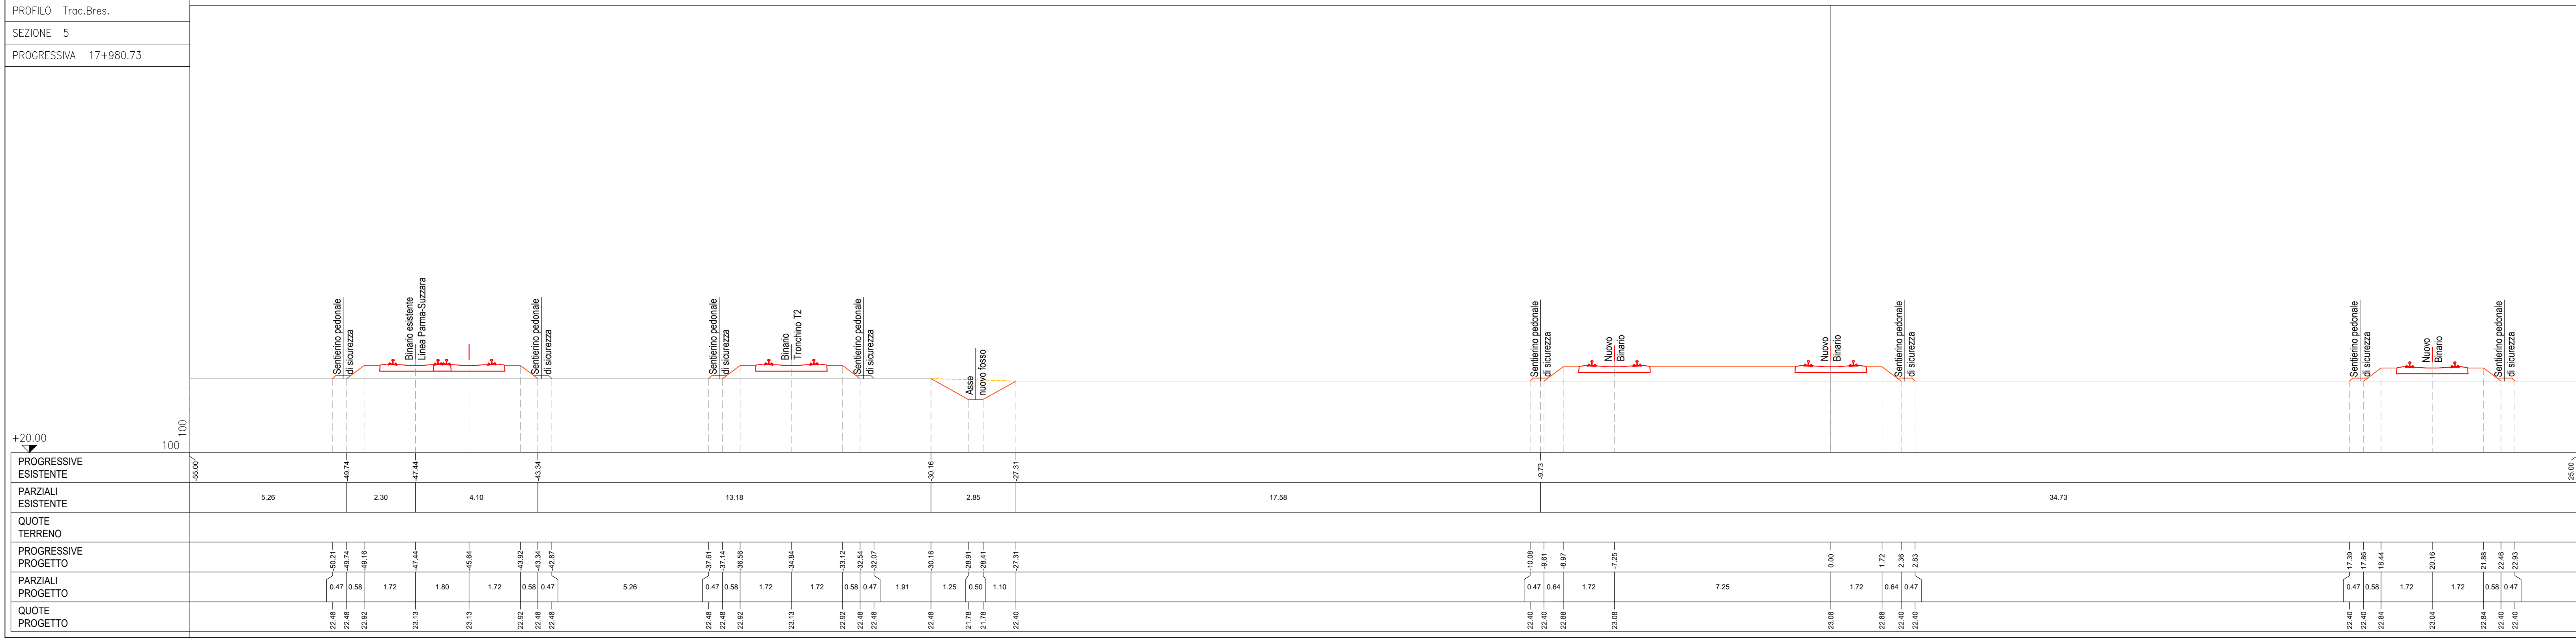 PROFILO Trac.Bres.
SEZIONE 5
PROGRESSIVA 17+980.73
Sentierino pedonale
di sicurezza
Binario esistente
Linea Parma-Suzzara
Sentierino pedonale
di sicurezza
Sentierino pedonale
di sicurezza
Binario
Tronchino T2
Sentierino pedonale
di sicurezza
Asse
nuovo fosso
Sentierino pedonale
di sicurezza
Nuovo
Binario
Nuovo
Binario
Sentierino pedonale
di sicurezza
Sentierino pedonale
di sicurezza
Nuovo
Binario
Sentierino pedonale
di sicurezza
+20.00
100
100
PROGRESSIVE
ESISTENTE
-55.00 -49.74 -47.44 -43.34 -30.16 -27.31 -9.73 25.00
PARZIALI
ESISTENTE
5.26 2.30 4.10 13.18 2.85 17.58 34.73
QUOTE
TERRENO
PROGRESSIVE
PROGETTO
-50.21 -49.74 -49.16 -47.44 -45.64 -43.92 -43.34 -42.87 -37.61 -37.14 -36.56 -34.84 -33.12 -32.54 -32.07 -30.16 -28.91 -28.41 -27.31 -10.08 -9.61 -8.97 -7.25 0.00 1.72 2.36 2.83 17.39 17.86 18.44 20.16 21.88 22.46 22.93
PARZIALI
PROGETTO
0.47 0.58 1.72 1.80 1.72 0.58 0.47 5.26 0.47 0.58 1.72 1.72 0.58 0.47 1.91 1.25 0.50 1.10 0.47 0.64 1.72 7.25 1.72 0.64 0.47 0.47 0.58 1.72 1.72 0.58 0.47
QUOTE
PROGETTO
22.48 22.48 22.92 23.13 23.13 22.92 22.48 22.48 22.48 22.48 22.92 23.13 22.92 22.48 22.48 22.48 21.78 21.78 22.40 22.40 22.40 22.88 23.08 23.08 22.88 22.40 22.40 22.40 22.40 22.84 23.04 22.84 22.40 22.40